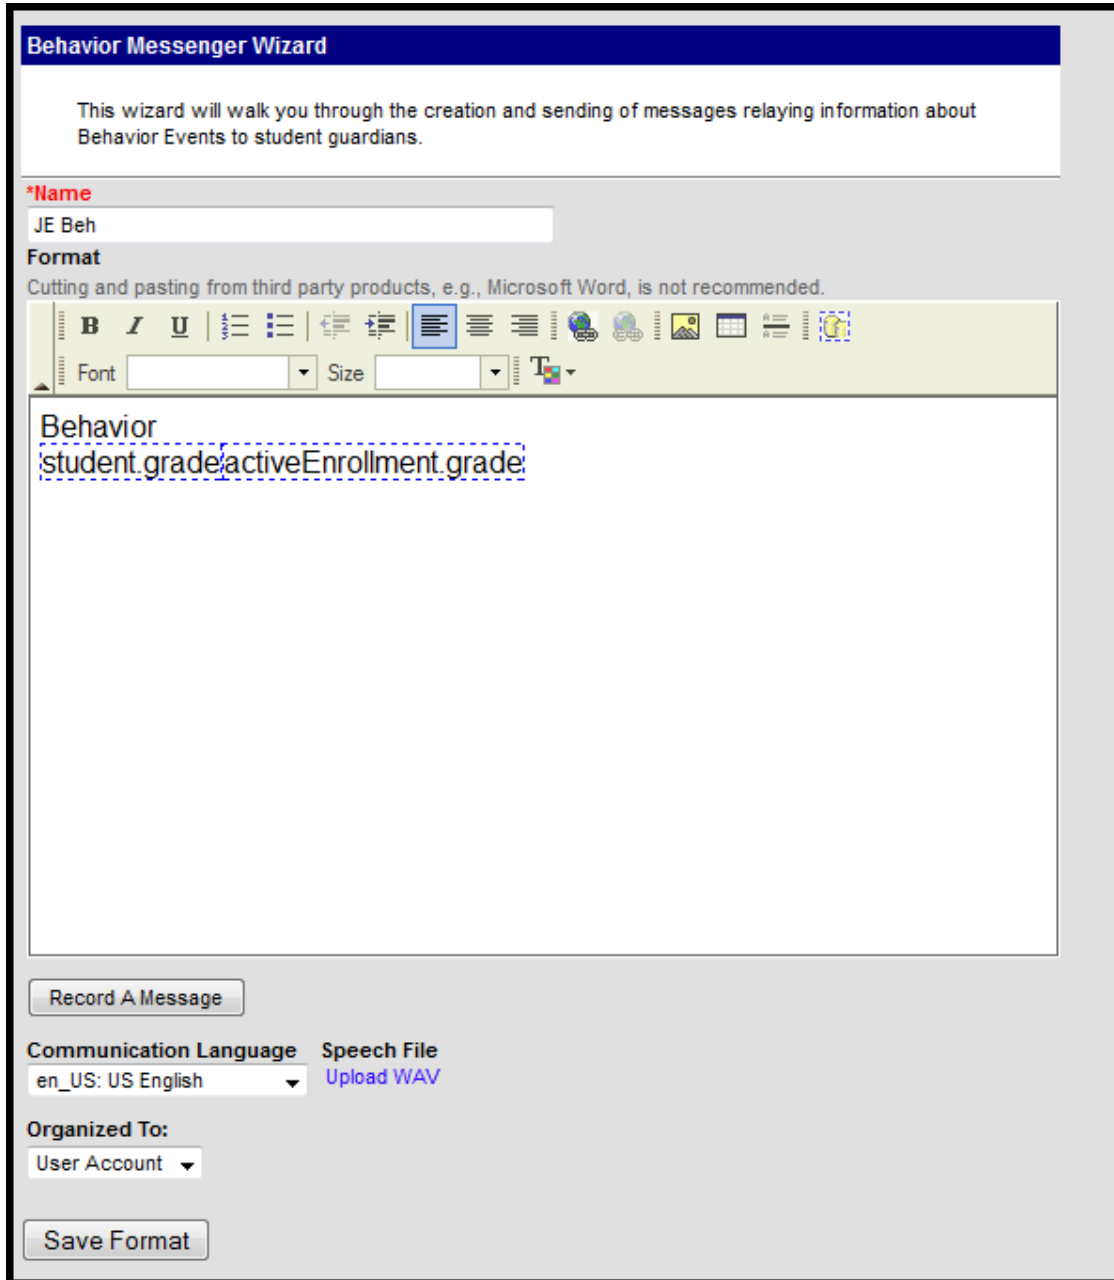 Behavior Messenger Wizard
This wizard will walk you through the creation and sending of messages relaying information about
Behavior Events to student guardians.
*Name
JE Beh
Format
Cutting and pasting from third party products, e.g., Microsoft Word, is not recommended.
B I U
Font Size T
Behavior
student.grade activeEnrollment.grade
Record A Message
Communication Language Speech File
en_US: US English Upload WAV
Organized To:
User Account
Save Format